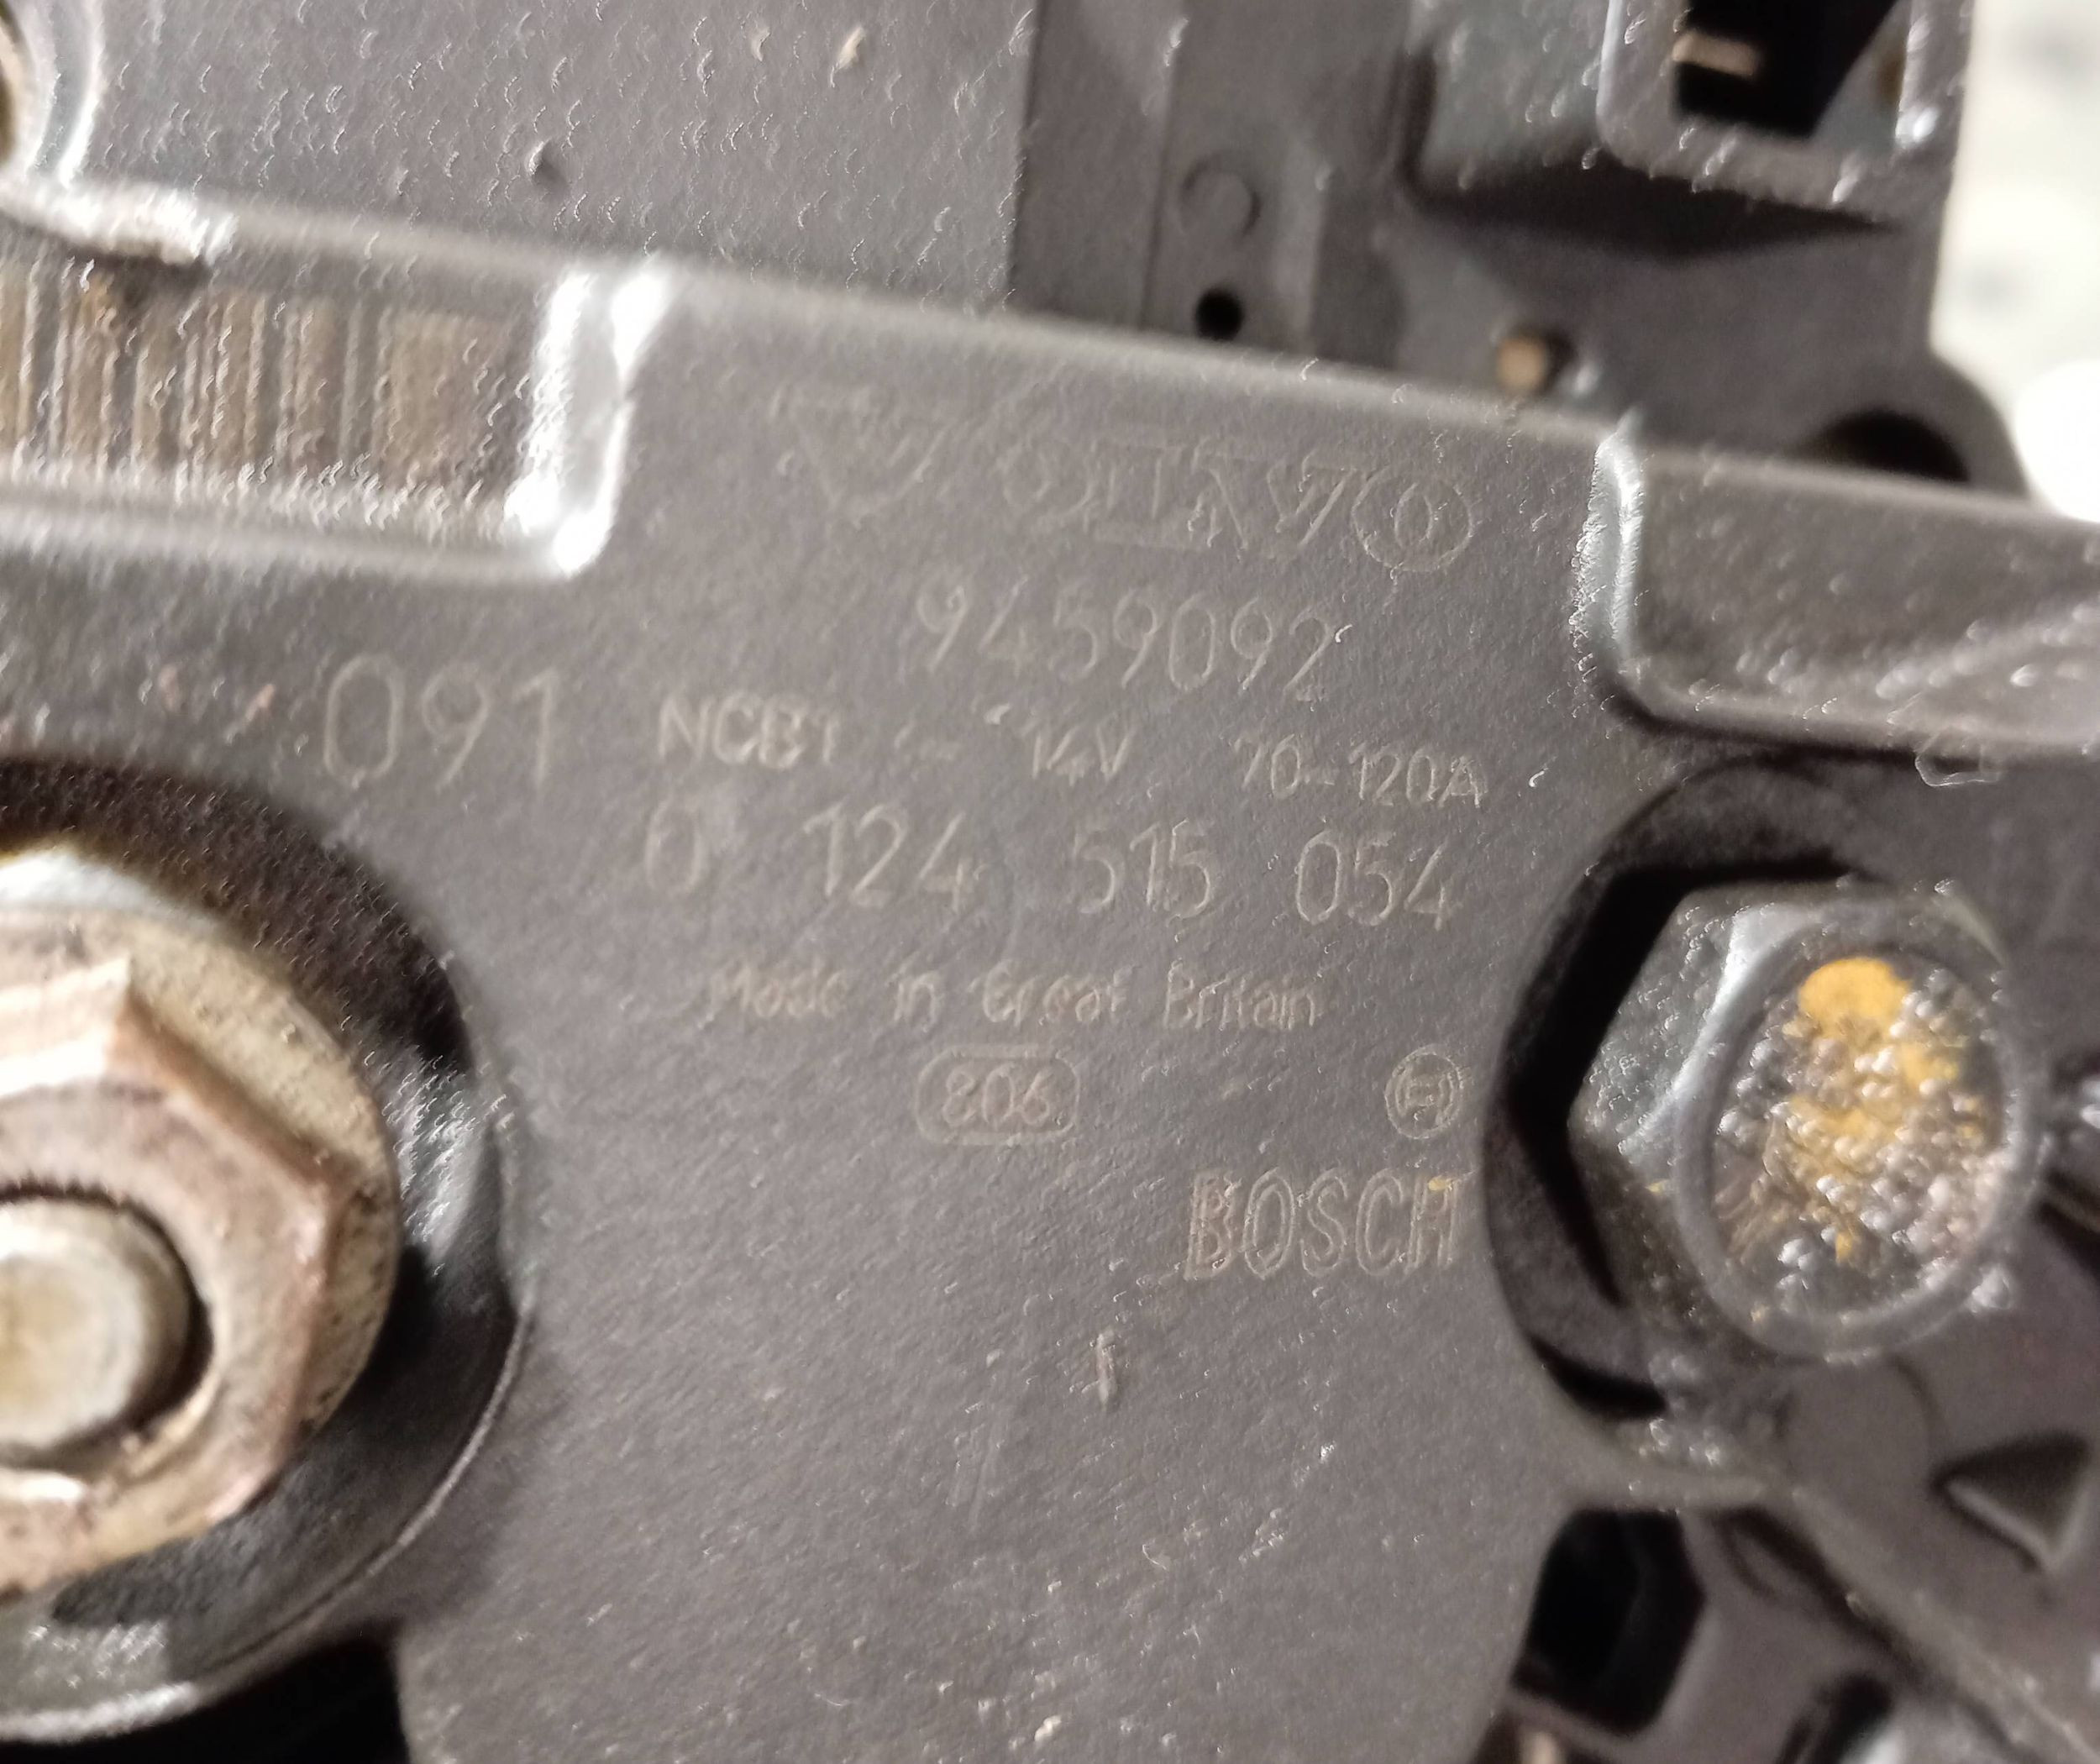 VOLVO
9459092
091
NCB1 14V 70-120A
0 124 515 054
Made in Great Britain
806
BOSCH